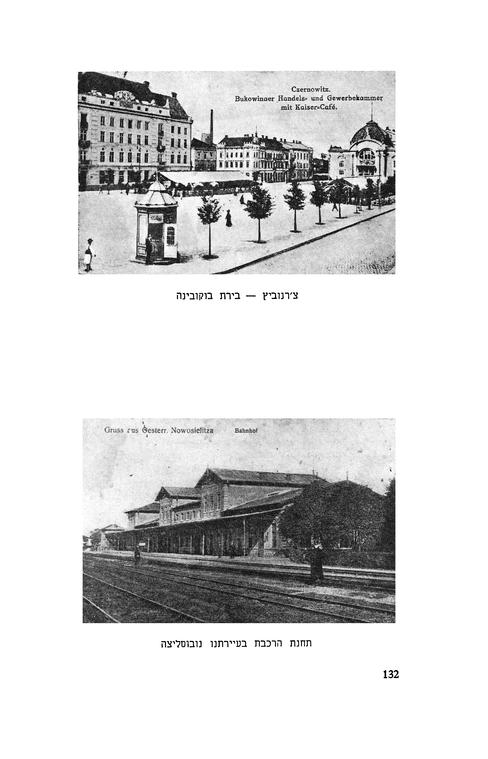 Czernowitz.
Bukowinaer Handels- und Gewerbekammer
mit Kaiser-Café.
צ'רנוביץ — בירת בוקובינה
Gruss aus Oesterr. Nowosielitza Bahnhof
תחנת הרכבת בעיירתנו נובוסליצה
132